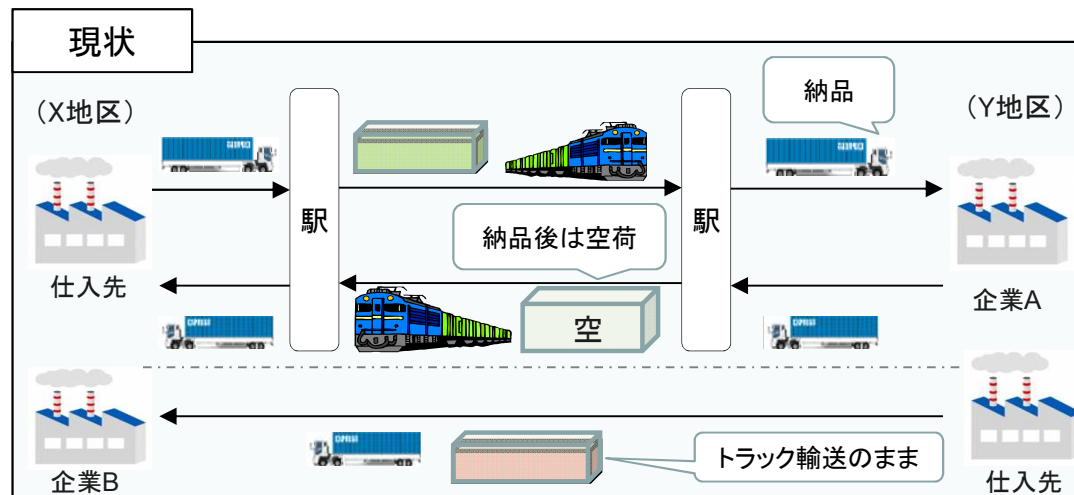 現状
（X地区）
納品
（Y地区）
駅
駅
納品後は空荷
仕入先
空
企業A
トラック輸送のまま
企業B
仕入先